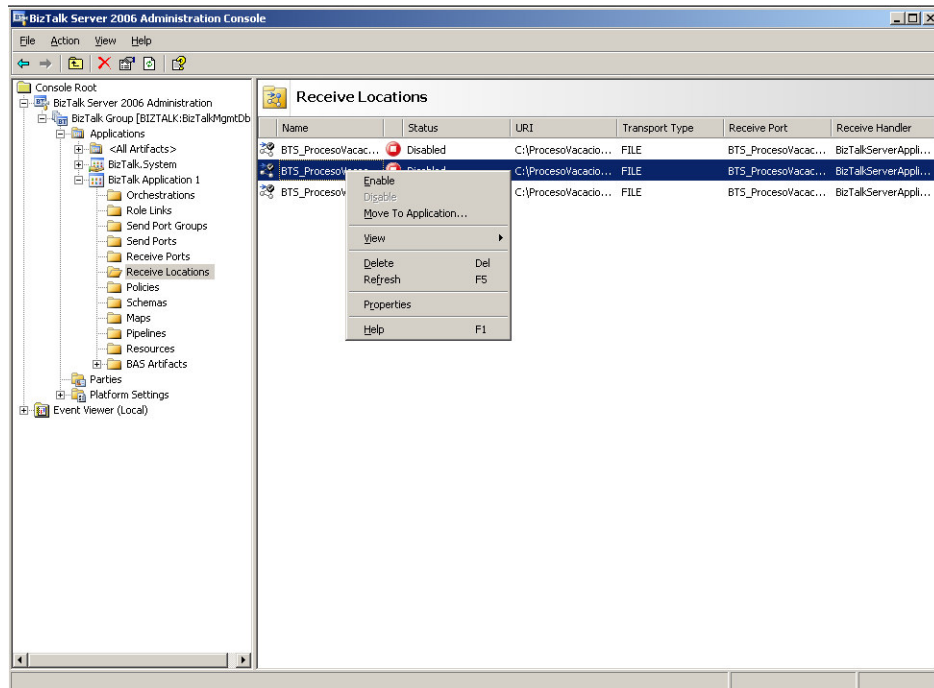 BizTalk Server 2006 Administration Console
File Action View Help
Console Root
BizTalk Server 2006 Administration
BizTalk Group [BIZTALK:BizTalkMgmtDb
Applications
<All Artifacts>
BizTalk.System
BizTalk Application 1
Orchestrations
Role Links
Send Port Groups
Send Ports
Receive Ports
Receive Locations
Policies
Schemas
Maps
Pipelines
Resources
BAS Artifacts
Parties
Platform Settings
Event Viewer (Local)
Receive Locations
Name Status URI Transport Type Receive Port Receive Handler
BTS_ProcesoVacac... Disabled C:\ProcesoVacacio... FILE BTS_ProcesoVacac... BizTalkServerAppli...
BTS_ProcesoVacac... Disabled C:\ProcesoVacacio... FILE BTS_ProcesoVacac... BizTalkServerAppli...
BTS_ProcesoV C:\ProcesoVacacio... FILE BTS_ProcesoVacac... BizTalkServerAppli...
Enable
Disable
Move To Application...
View
Delete Del
Refresh F5
Properties
Help F1